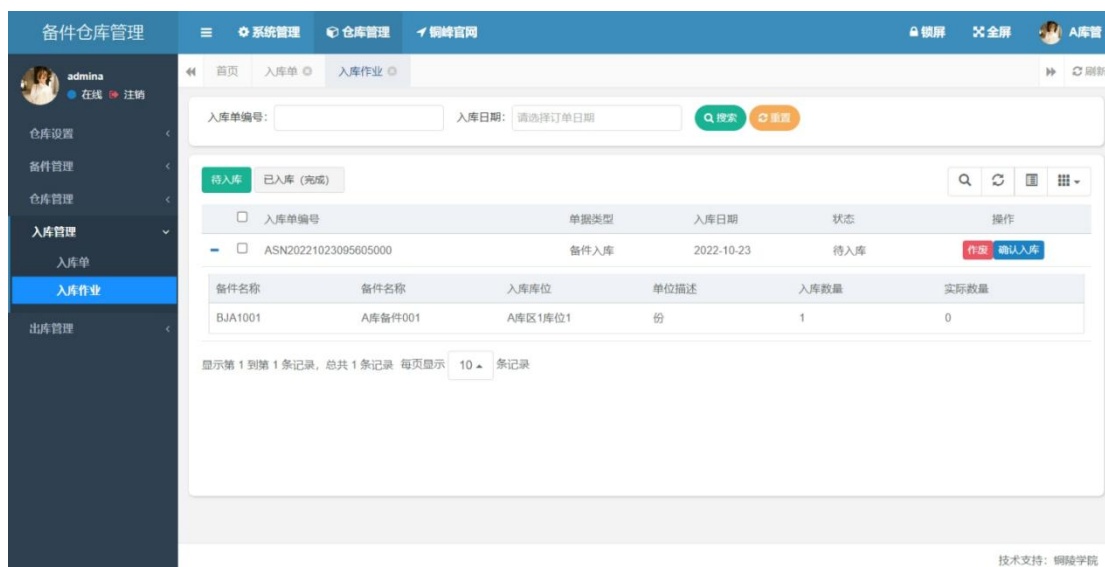 备件仓库管理 系统管理 仓库管理 铜峰官网 锁屏 全屏 A库管
admina
在线 注销
首页 入库单 入库作业 刷新
入库单编号： 入库日期： 请选择订单日期 搜索 重置
仓库设置
备件管理
仓库管理
入库管理
入库单
入库作业
出库管理
待入库 已入库 (完成)
入库单编号 单据类型 入库日期 状态 操作
ASN20221023095605000 备件入库 2022-10-23 待入库 作废 确认入库
备件名称 备件名称 入库库位 单位描述 入库数量 实际数量
BJA1001 A库备件001 A库区1库位1 份 1 0
显示第 1 到第 1 条记录，总共 1 条记录 每页显示 10 条记录
技术支持：铜陵学院